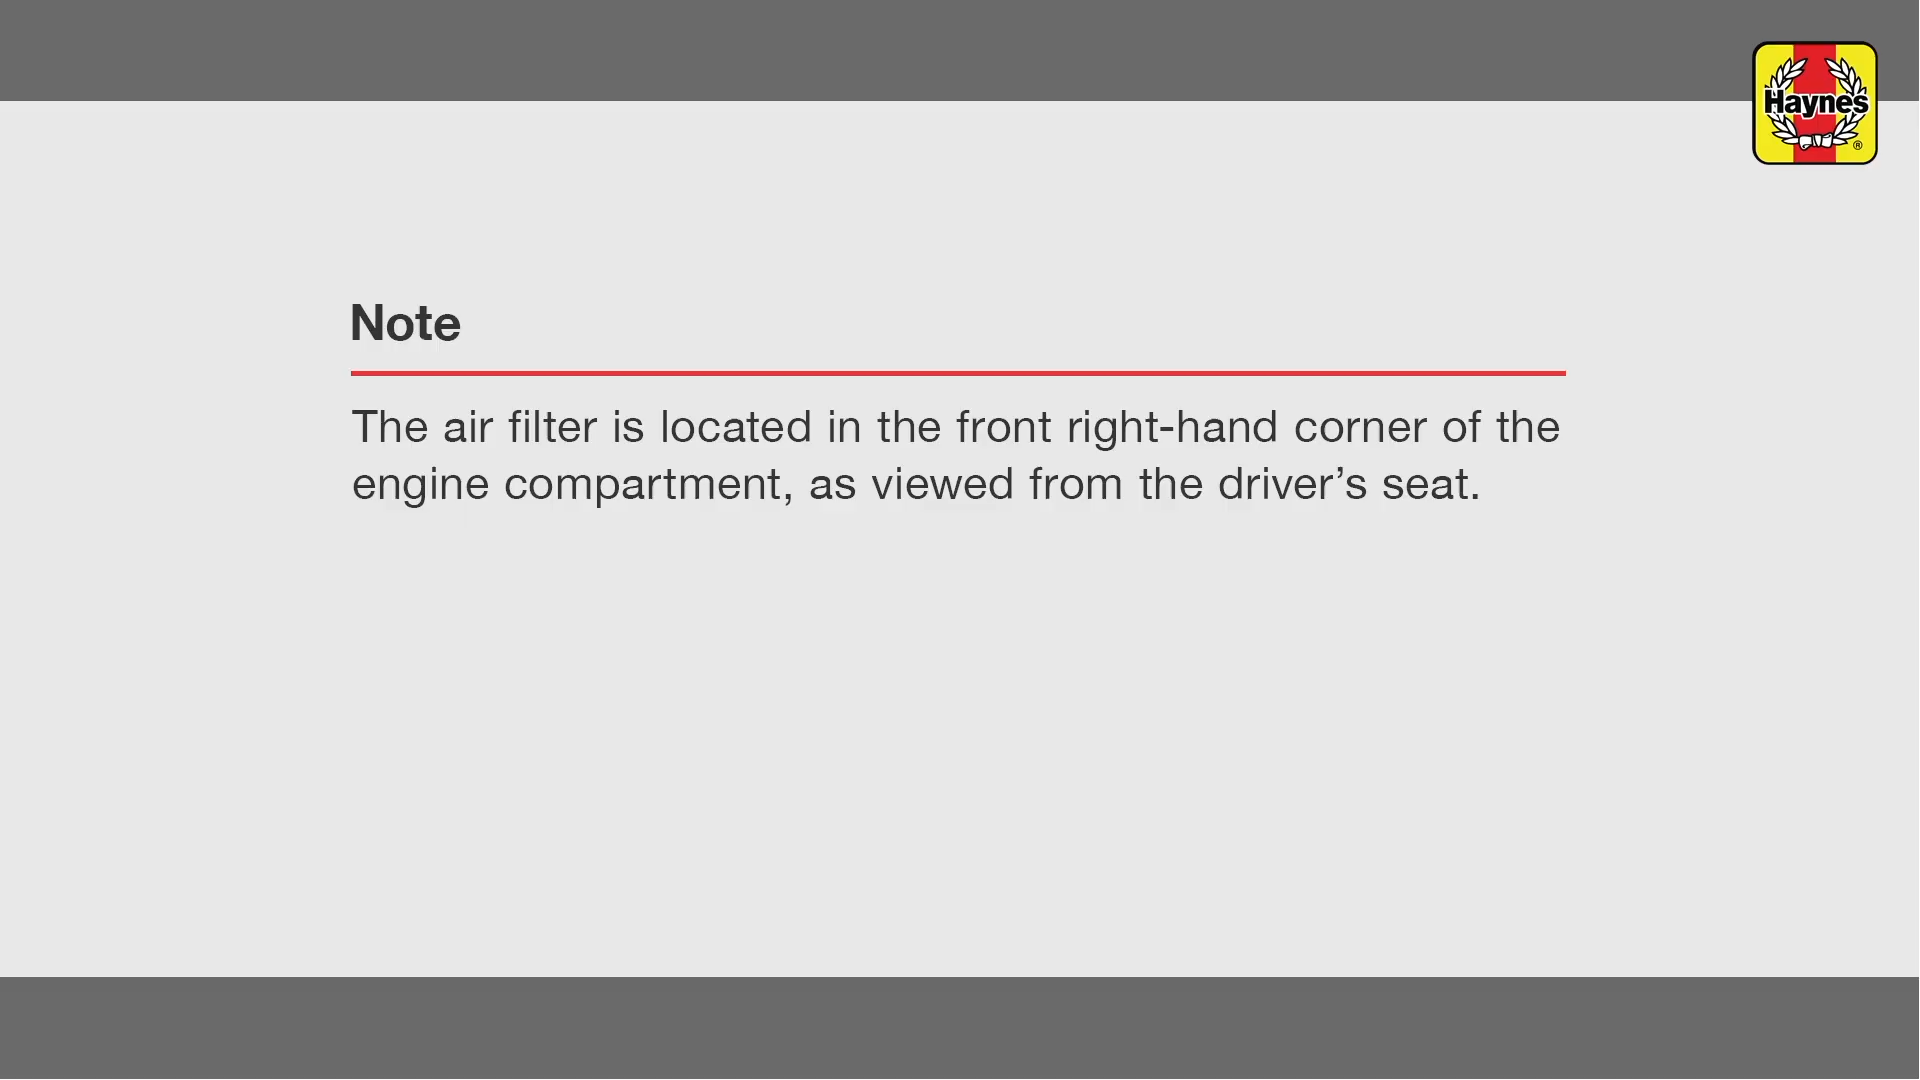 Haynes
®
Note
The air filter is located in the front right-hand corner of the
engine compartment, as viewed from the driver’s seat.